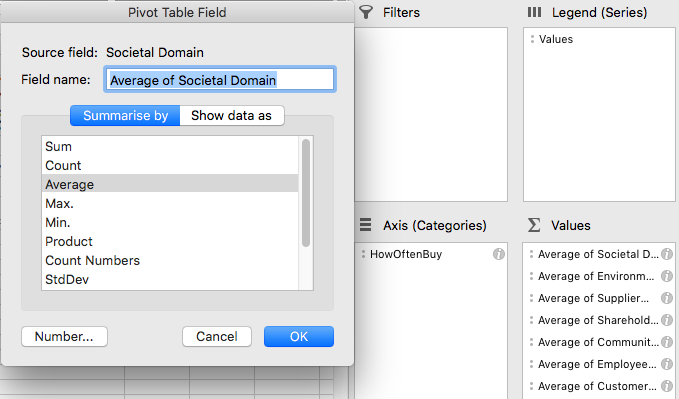 Pivot Table Field
Source field: Societal Domain
Field name: Average of Societal Domain
Summarise by
Show data as
Sum
Count
Average
Max.
Min.
Product
Count Numbers
StdDev
Number...
Cancel
OK
Filters
Legend (Series)
Values
Axis (Categories)
HowOftenBuy
Values
Average of Societal D...
Average of Environm...
Average of Supplier...
Average of Sharehold...
Average of Communit...
Average of Employee...
Average of Customer...